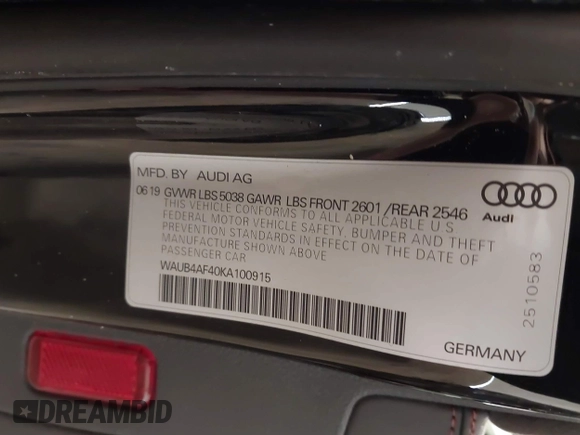 MFD. BY AUDI AG
06 19 GVWR LBS 5038 GAWR LBS FRONT 2601 /REAR 2546
THIS VEHICLE CONFORMS TO ALL APPLICABLE U.S
FEDERAL MOTOR VEHICLE SAFETY, BUMPER AND THEFT
PREVENTION STANDARDS IN EFFECT ON THE DATE OF
MANUFACTURE SHOWN ABOVE
PASSENGER CAR
WAUB4AF40KA100915
Audi
2510583
GERMANY
DREAMBID